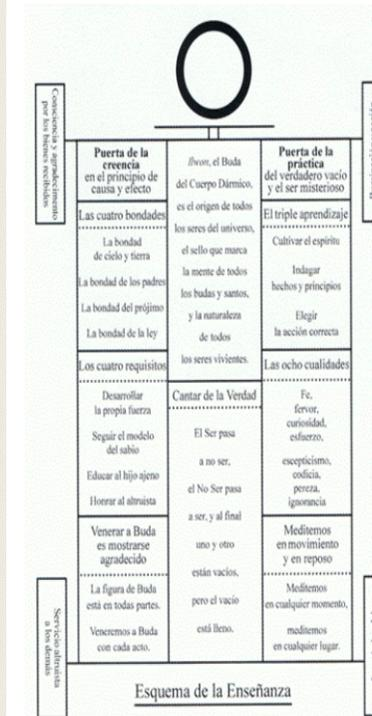 Consciencia y agradecimiento
por los bienes recibidos
Puerta de la
creencia
en el principio de
causa y efecto
Las cuatro bondades
La bondad
de cielo y tierra
La bondad de los padres
La bondad del prójimo
La bondad de la ley
Los cuatro requisitos
Desarrollar
la propia fuerza
Seguir el modelo
del sabio
Educar al hijo ajeno
Honrar al altruista
Venerar a Buda
es mostrarse
agradecido
La figura de Buda
está en todas partes.
Veneremos a Buda
con cada acto.
Ilwon, el Buda
del Cuerpo Dármico,
es el origen de todos
los seres del universo,
el sello que marca
la mente de todos
los budas y santos,
y la naturaleza
de todos
los seres vivientes.
Cantar de la Verdad
El Ser pasa
a no ser,
el No Ser pasa
a ser, y al final
uno y otro
están vacíos,
pero el vacío
está lleno.
Puerta de la
práctica
del verdadero vacío
y el ser misterioso
El triple aprendizaje
Cultivar el espíritu
Indagar
hechos y principios
Elegir
la acción correcta
Las ocho cualidades
Fe,
fervor,
curiosidad,
esfuerzo,
escepticismo,
codicia,
pereza,
ignorancia
Meditemos
en movimiento
y en reposo
Meditemos
en cualquier momento,
meditemos
en cualquier lugar.
Servicio altruista
a los demás
Esquema de la Enseñanza